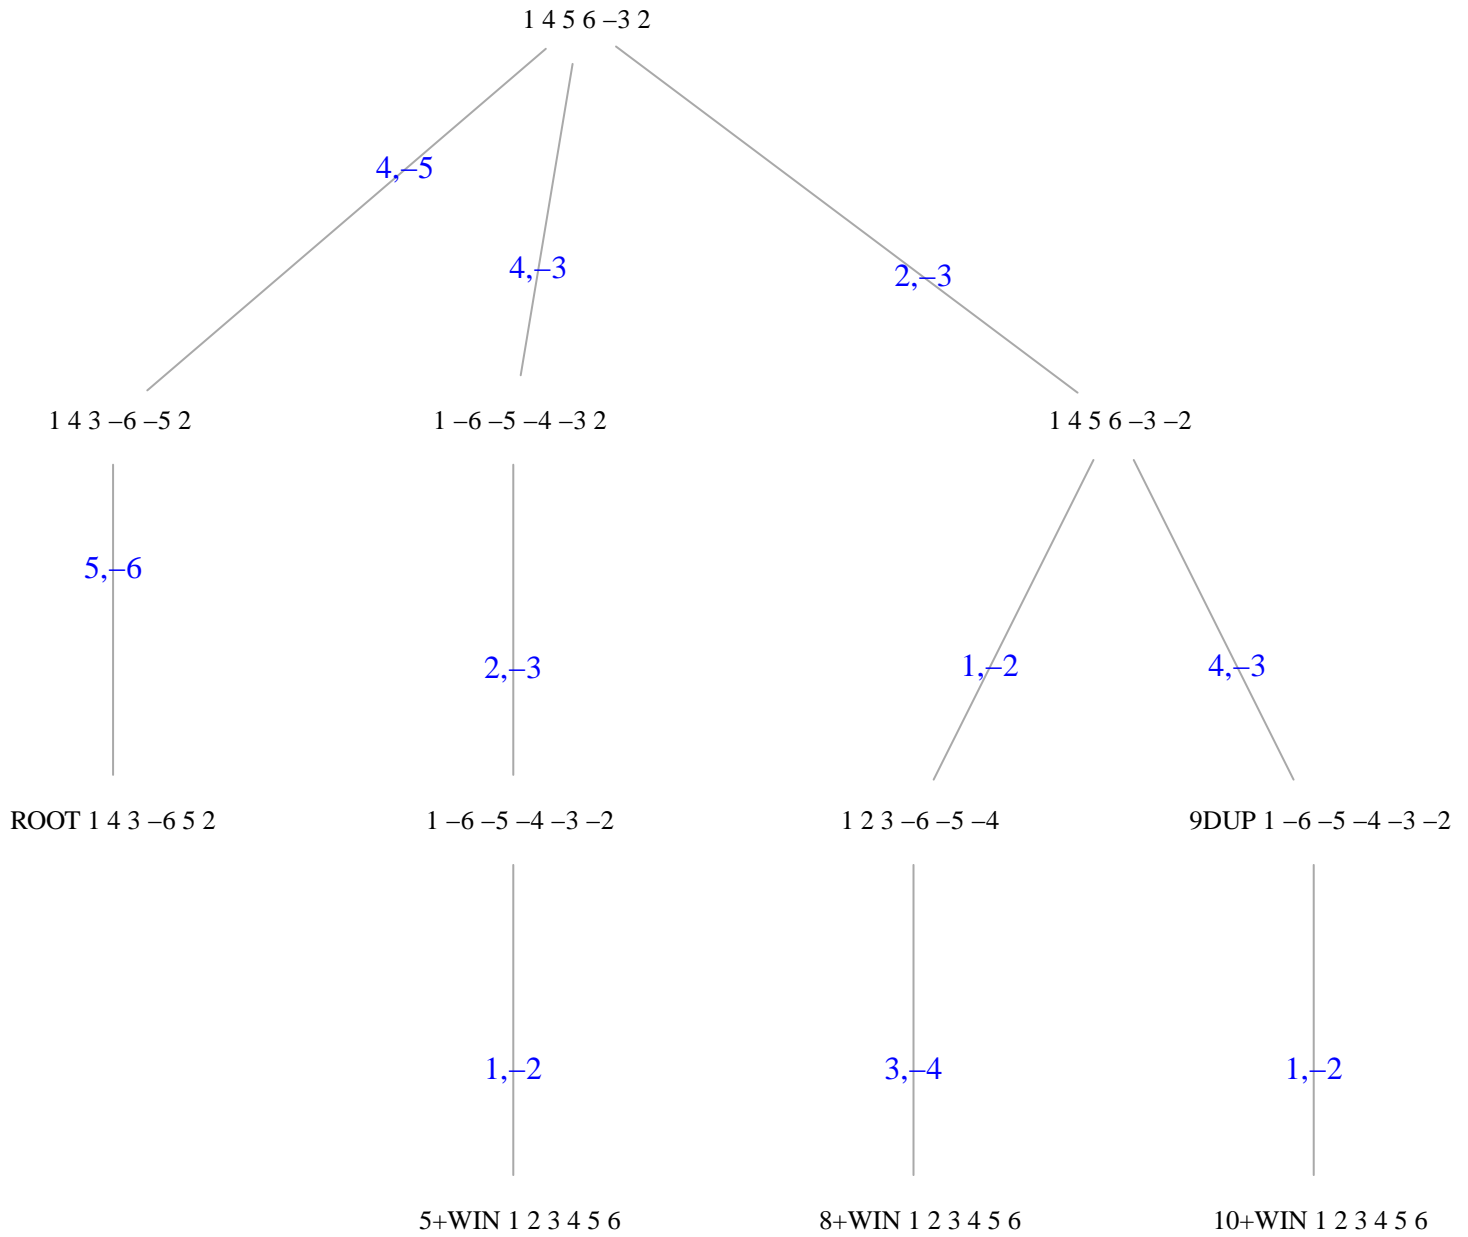 1 4 5 6 –3 2
4,–5
4,–3
2,–3
1 4 3 –6 –5 2
1 –6 –5 –4 –3 2
1 4 5 6 –3 –2
5,–6
2,–3
1,–2
4,–3
ROOT 1 4 3 –6 5 2
1 –6 –5 –4 –3 –2
1 2 3 –6 –5 –4
9DUP 1 –6 –5 –4 –3 –2
1,–2
3,–4
1,–2
5+WIN 1 2 3 4 5 6
8+WIN 1 2 3 4 5 6
10+WIN 1 2 3 4 5 6